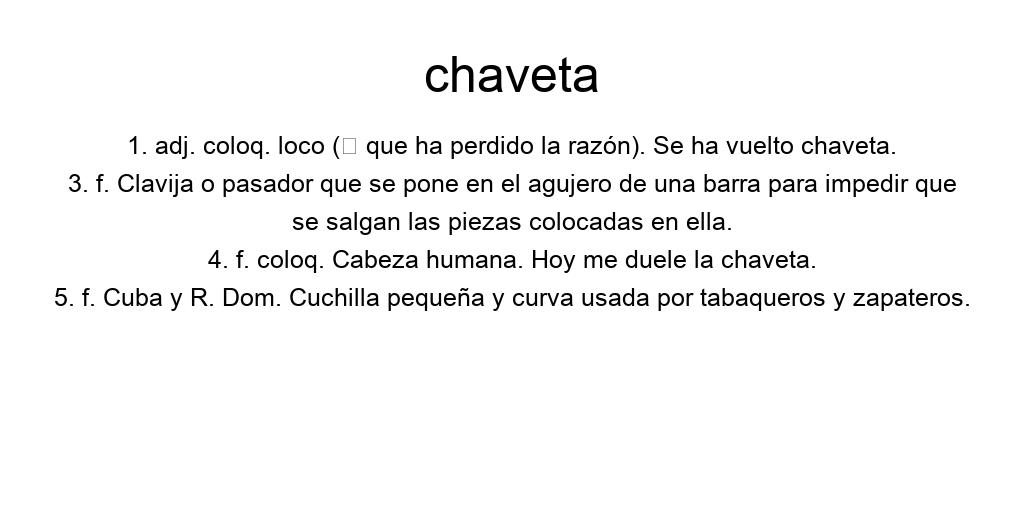 chaveta
1. adj. coloq. loco (▯ que ha perdido la razón). Se ha vuelto chaveta.
3. f. Clavija o pasador que se pone en el agujero de una barra para impedir que
se salgan las piezas colocadas en ella.
4. f. coloq. Cabeza humana. Hoy me duele la chaveta.
5. f. Cuba y R. Dom. Cuchilla pequeña y curva usada por tabaqueros y zapateros.